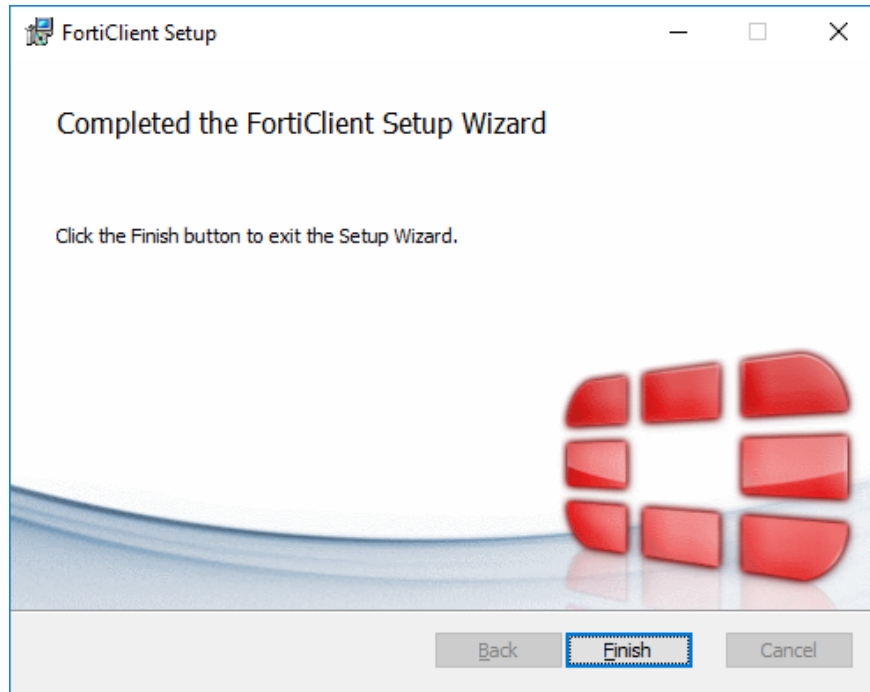 FortiClient Setup
Completed the FortiClient Setup Wizard
Click the Finish button to exit the Setup Wizard.
Back Finish Cancel